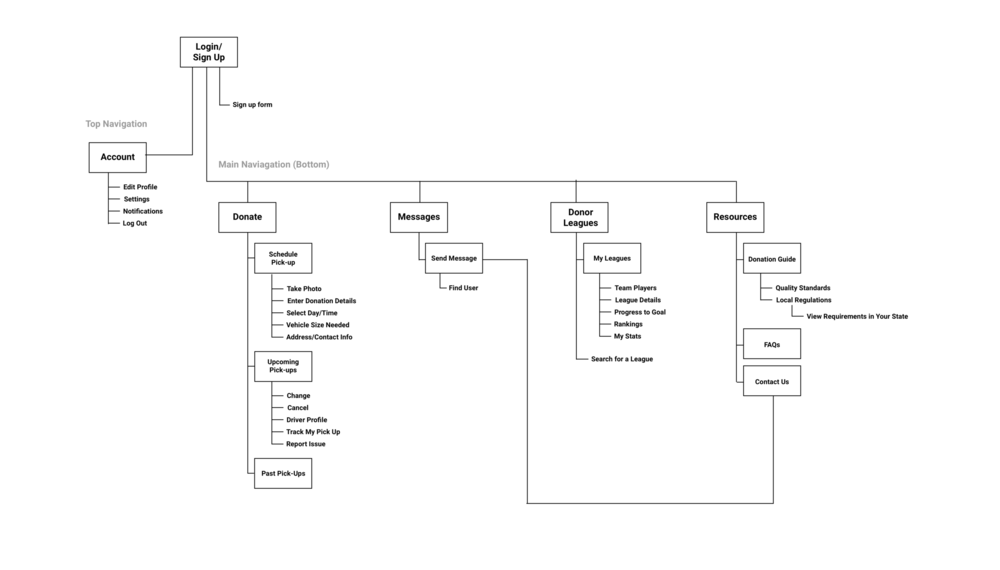 Login/
Sign Up
Sign up form
Top Navigation
Account
Edit Profile
Settings
Notifications
Log Out
Main Naviagation (Bottom)
Donate
Schedule
Pick-up
Take Photo
Enter Donation Details
Select Day/Time
Vehicle Size Needed
Address/Contact Info
Upcoming
Pick-ups
Change
Cancel
Driver Profile
Track My Pick Up
Report Issue
Past Pick-Ups
Messages
Send Message
Find User
Donor
Leagues
My Leagues
Team Players
League Details
Progress to Goal
Rankings
My Stats
Search for a League
Resources
Donation Guide
Quality Standards
Local Regulations
View Requirements in Your State
FAQs
Contact Us